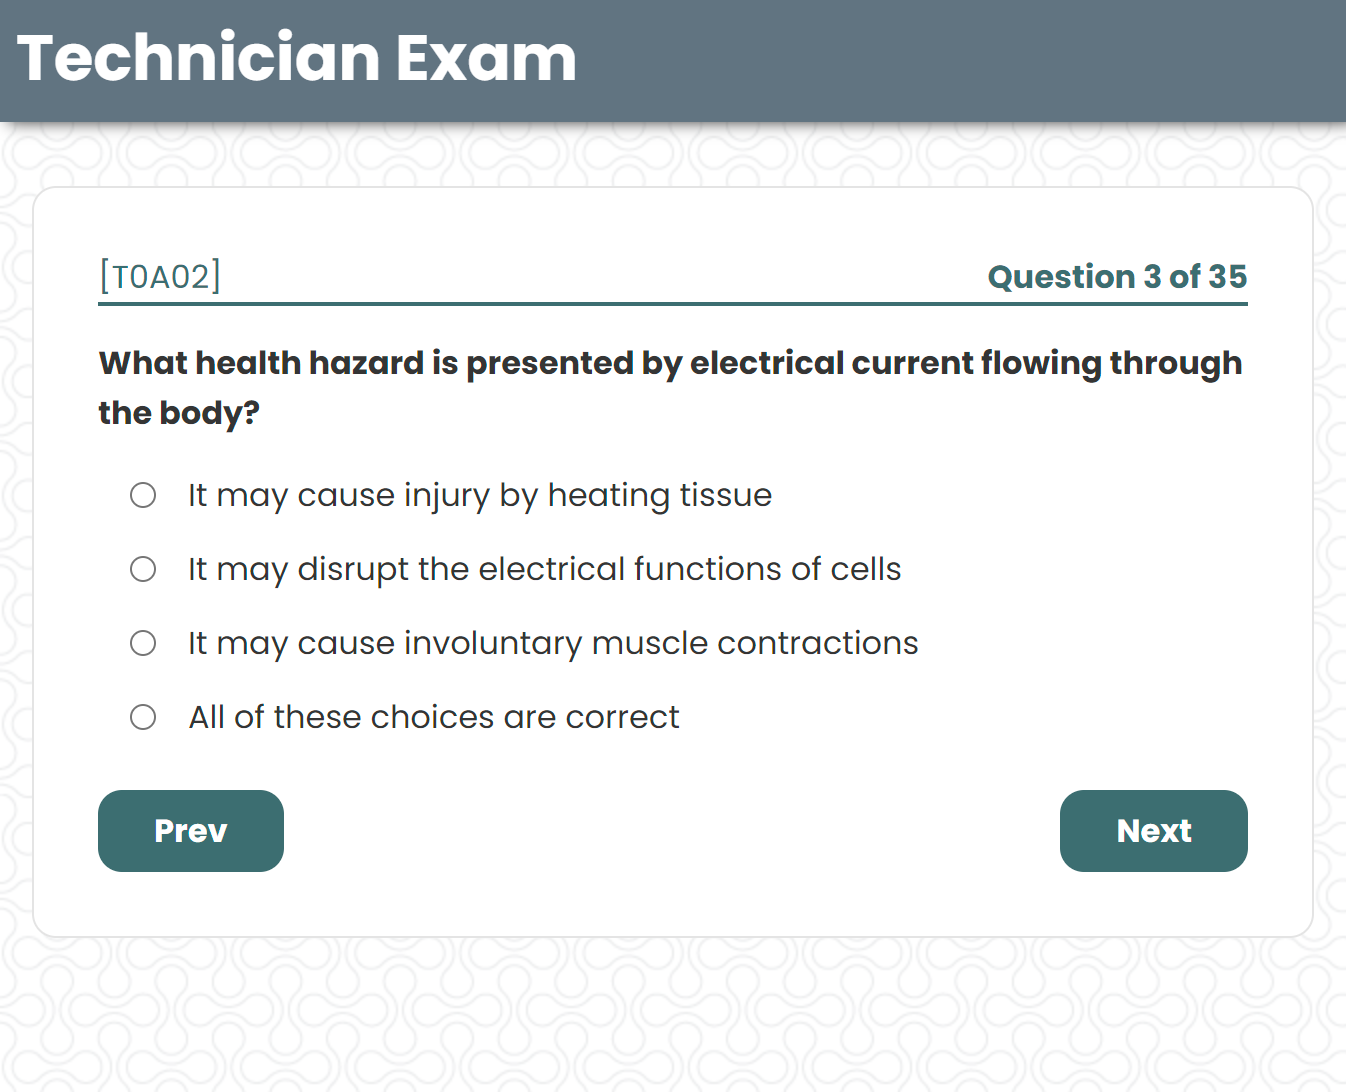 Technician Exam
[T0A02]
Question 3 of 35
What health hazard is presented by electrical current flowing through
the body?
It may cause injury by heating tissue
It may disrupt the electrical functions of cells
It may cause involuntary muscle contractions
All of these choices are correct
Prev
Next